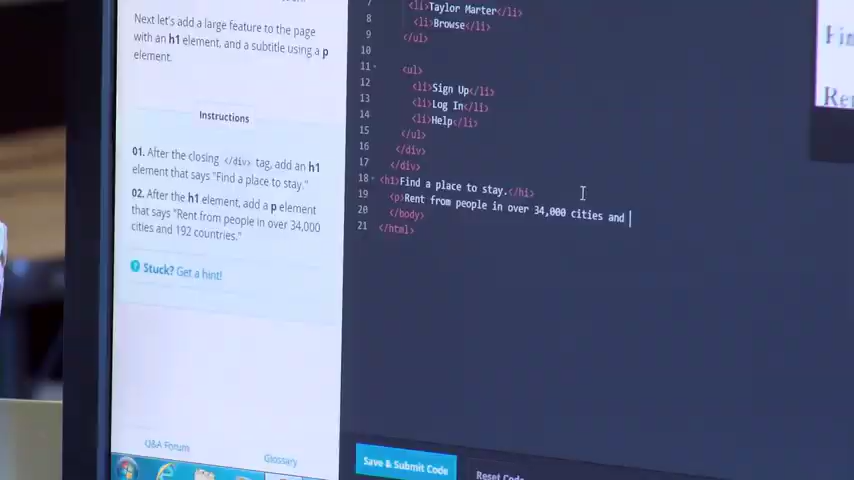 Next let's add a large feature to the page
with an h1 element, and a subtitle using a p
element.
Instructions
01. After the closing </div> tag, add an h1
element that says "Find a place to stay."
02. After the h1 element, add a p element
that says "Rent from people in over 34,000
cities and 192 countries."
? Stuck? Get a hint!
Q&A Forum
Glossary
7 <li>Taylor Marter</li>
8 <li>Browse</li>
9 </ul>
10
11 <ul>
12 <li>Sign Up</li>
13 <li>Log In</li>
14 <li>Help</li>
15 </ul>
16 </div>
17 </div>
18 <h1>Find a place to stay.</h1>
19 <p>Rent from people in over 34,000 cities and
20 </body>
21 </html>
Save & Submit Code
Reset Code
Fin
Re